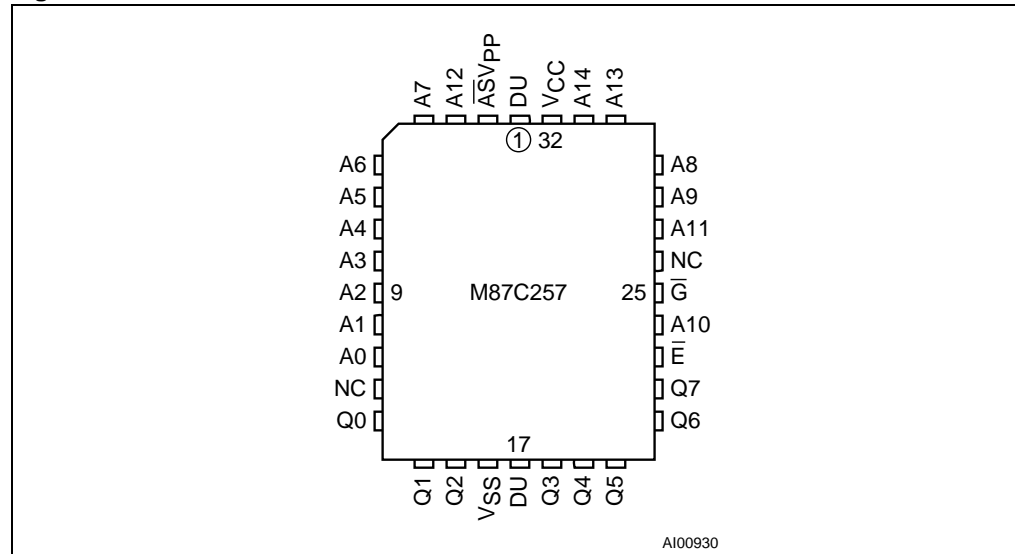 A7 A12 A̅S̅VPP DU VCC A14 A13
1 32
A6 A8
A5 A9
A4 A11
A3 NC
A2 9 M87C257 25 G̅
A1 A10
A0 E̅
NC Q7
Q0 Q6
17
Q1 Q2 VSS DU Q3 Q4 Q5
AI00930